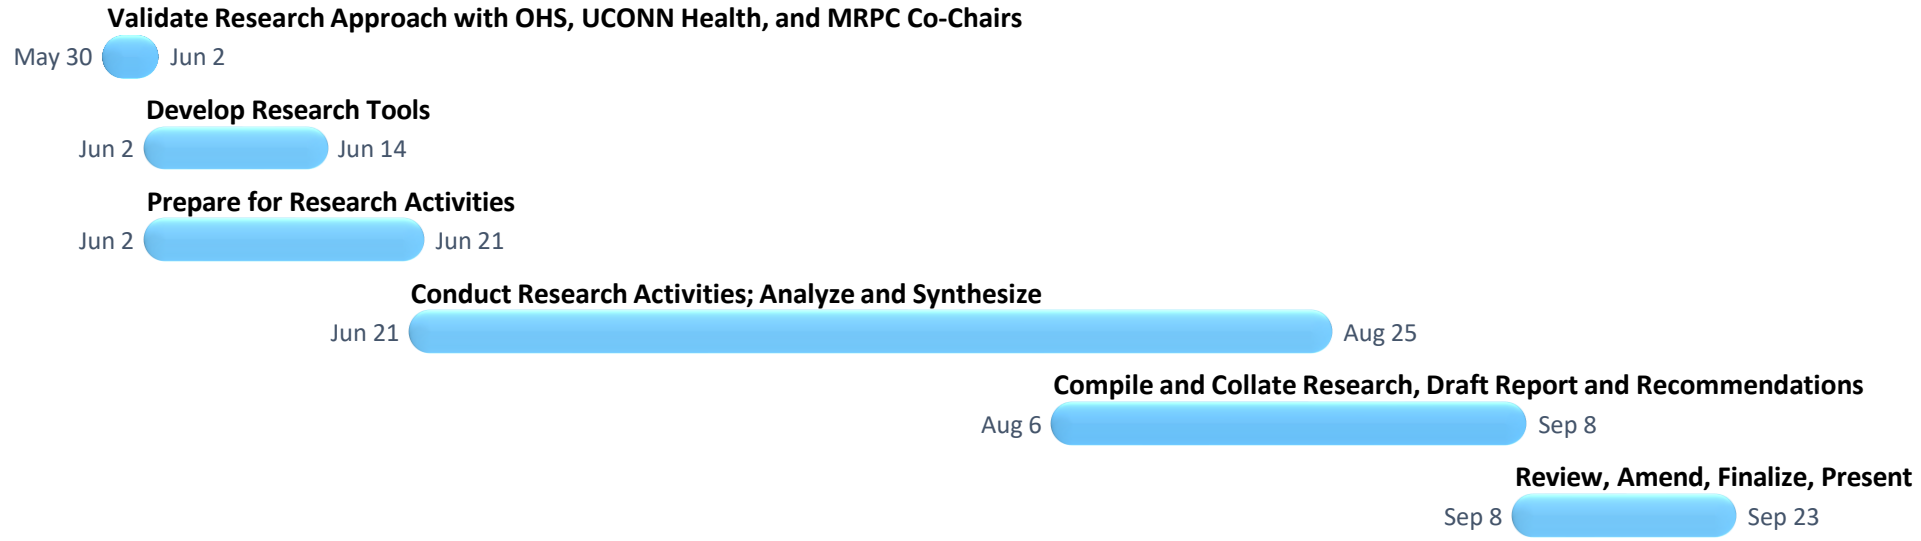 Validate Research Approach with OHS, UCONN Health, and MRPC Co-Chairs
May 30 Jun 2
Develop Research Tools
Jun 2 Jun 14
Prepare for Research Activities
Jun 2 Jun 21
Conduct Research Activities; Analyze and Synthesize
Jun 21 Aug 25
Compile and Collate Research, Draft Report and Recommendations
Aug 6 Sep 8
Review, Amend, Finalize, Present
Sep 8 Sep 23